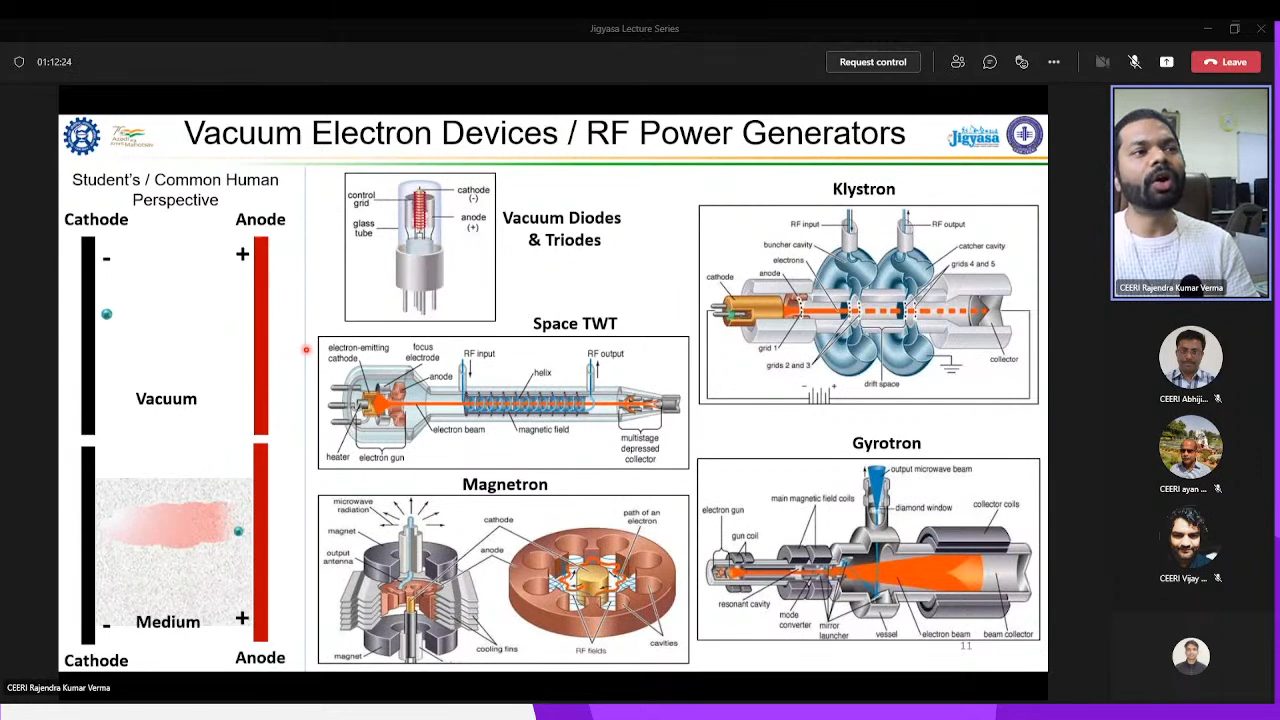 Jigyasa Lecture Series
01:12:24
Request control
Leave
Vacuum Electron Devices / RF Power Generators
Jigyasa
Student's / Common Human
Perspective
Cathode
Anode
-
+
Vacuum
-
Medium
+
Cathode
Anode
control
grid
glass
tube
cathode
(-)
anode
(+)
Vacuum Diodes
& Triodes
Space TWT
electron-emitting
cathode
focus
electrode
anode
RF input
helix
RF output
heater
electron gun
electron beam
magnetic field
multistage
depressed
collector
Magnetron
microwave
radiation
magnet
output
antenna
magnet
cathode
anode
cooling fins
path of an
electron
RF fields
cavities
Klystron
RF input
RF output
buncher cavity
catcher cavity
electrons
grids 4 and 5
anode
cathode
grid 1
grids 2 and 3
drift space
collector
- +
Gyrotron
output microwave beam
main magnetic field coils
diamond window
collector coils
electron gun
gun coil
resonant cavity
mode
converter
mirror
launcher
vessel
electron beam
beam collector
11
CEERI Rajendra Kumar Verma
CEERI Rajendra Kumar Verma
CEERI Abhiji...
CEERI ayan ...
CEERI Vijay ...